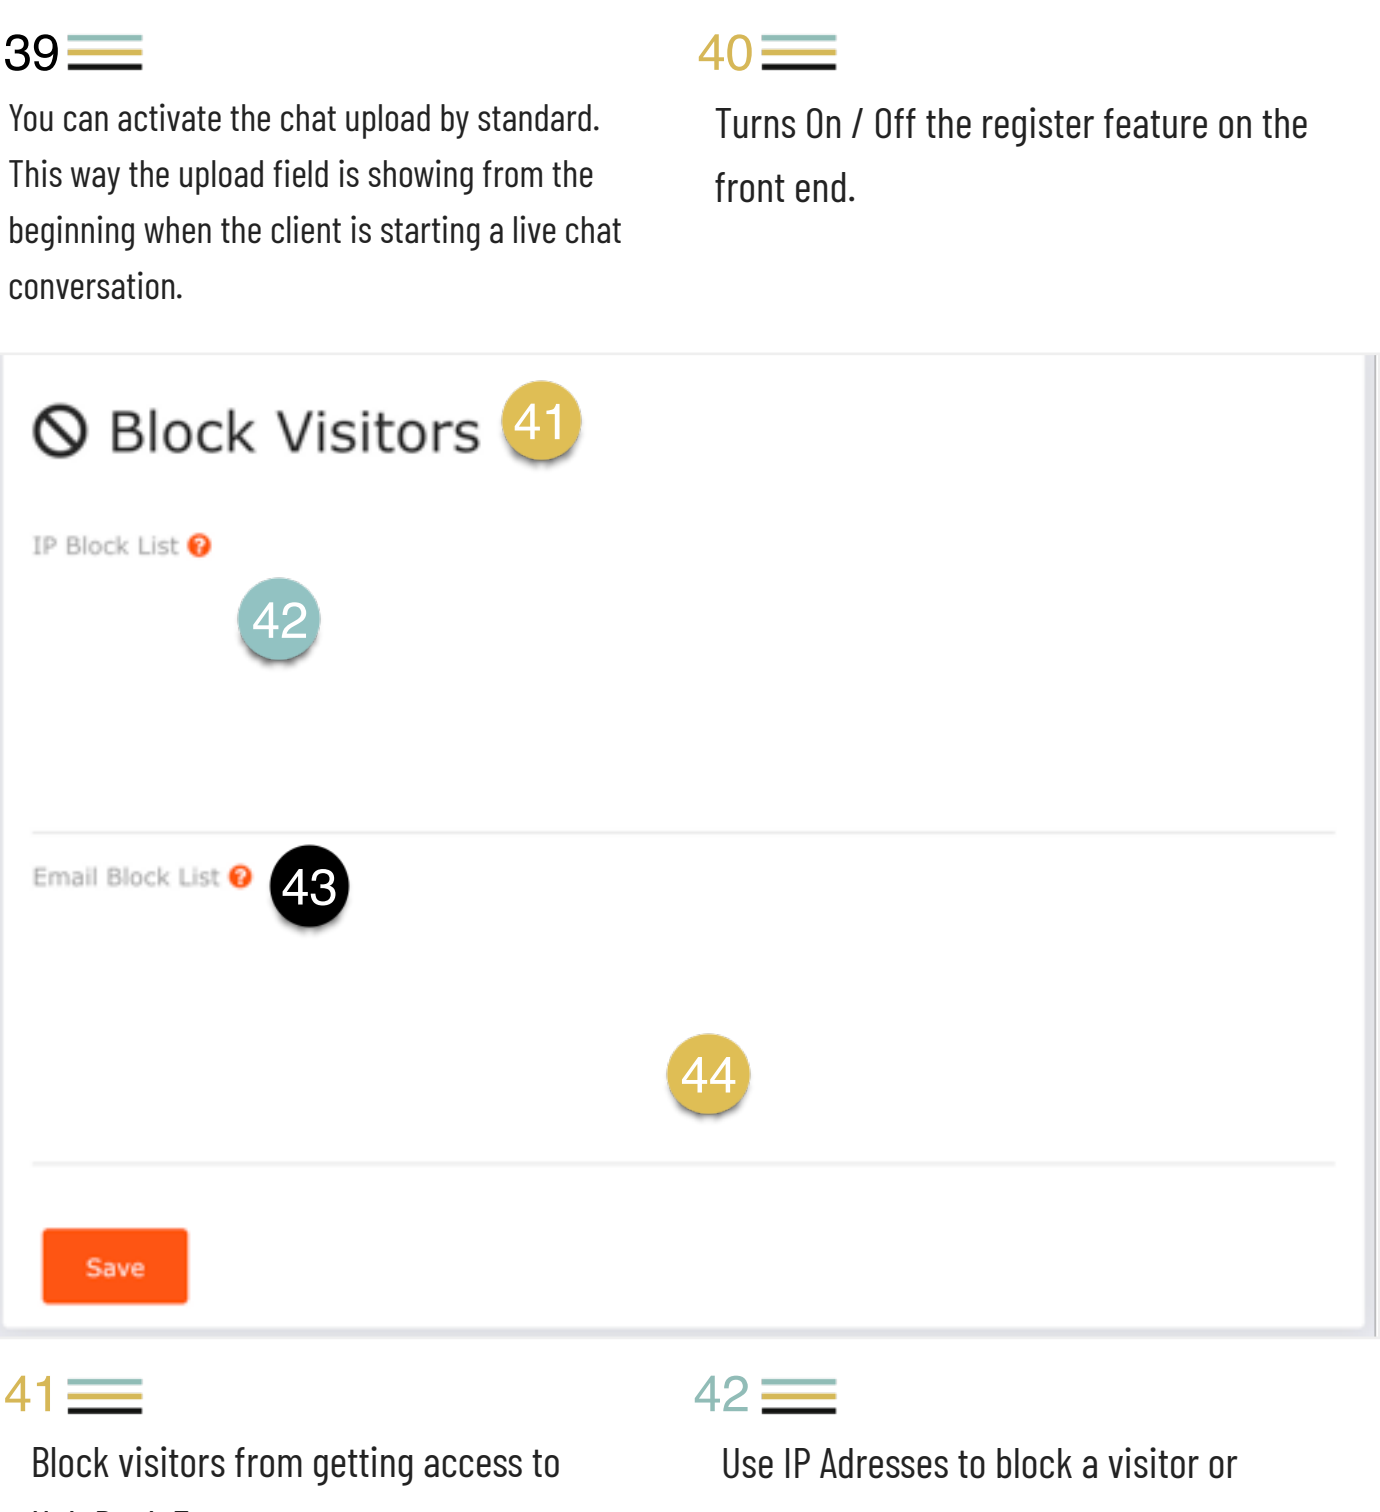 39
You can activate the chat upload by standard.
This way the upload field is showing from the
beginning when the client is starting a live chat
conversation.
40
Turns On / Off the register feature on the
front end.
Block Visitors 41
IP Block List ?
42
Email Block List ? 43
44
Save
41
Block visitors from getting access to
42
Use IP Adresses to block a visitor or